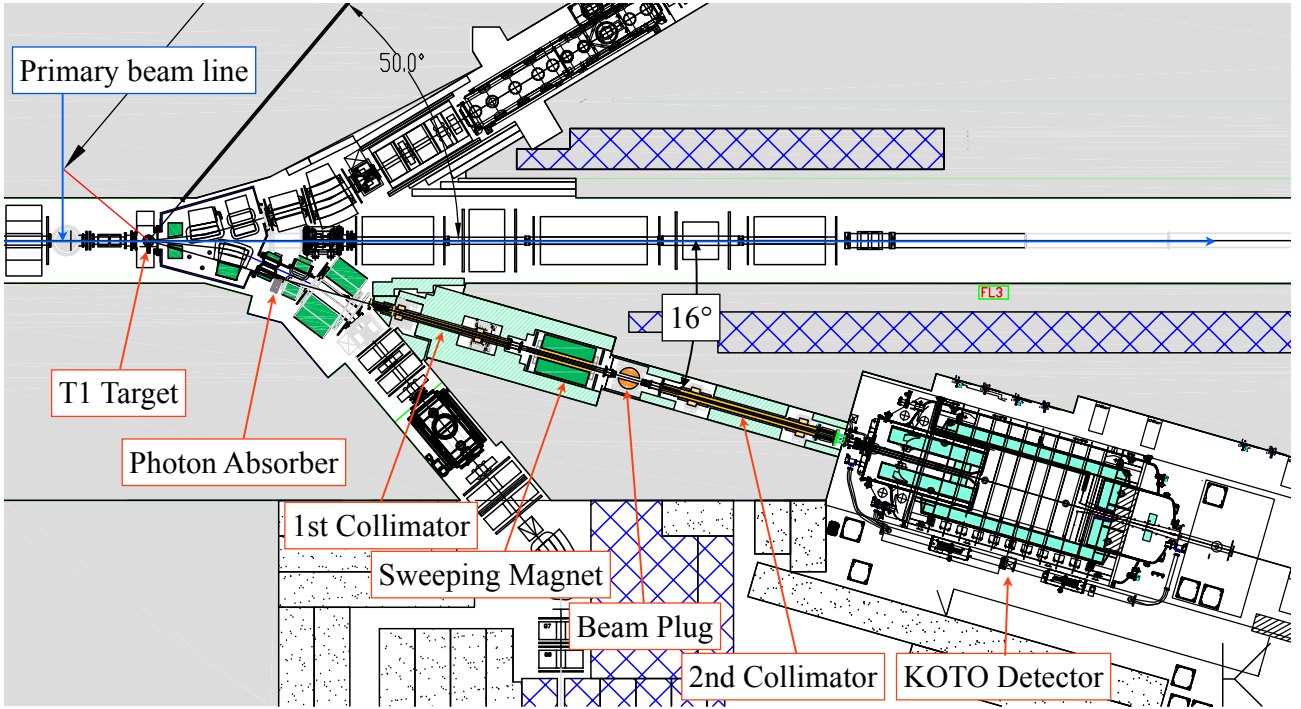 50.0°
Primary beam line
FL3
16°
T1 Target
Photon Absorber
1st Collimator
Sweeping Magnet
Beam Plug
2nd Collimator
KOTO Detector